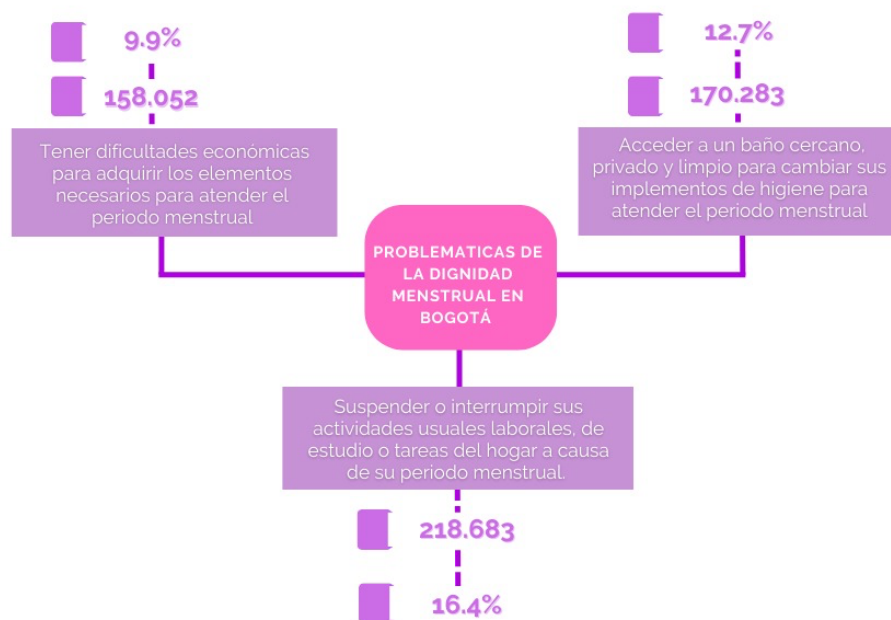 9.9%
158.052
Tener dificultades económicas
para adquirir los elementos
necesarios para atender el
periodo menstrual
12.7%
170.283
Acceder a un baño cercano,
privado y limpio para cambiar sus
implementos de higiene para
atender el periodo menstrual
PROBLEMATICAS DE
LA DIGNIDAD
MENSTRUAL EN
BOGOTÁ
Suspender o interrumpir sus
actividades usuales laborales, de
estudio o tareas del hogar a causa
de su periodo menstrual.
218.683
16.4%